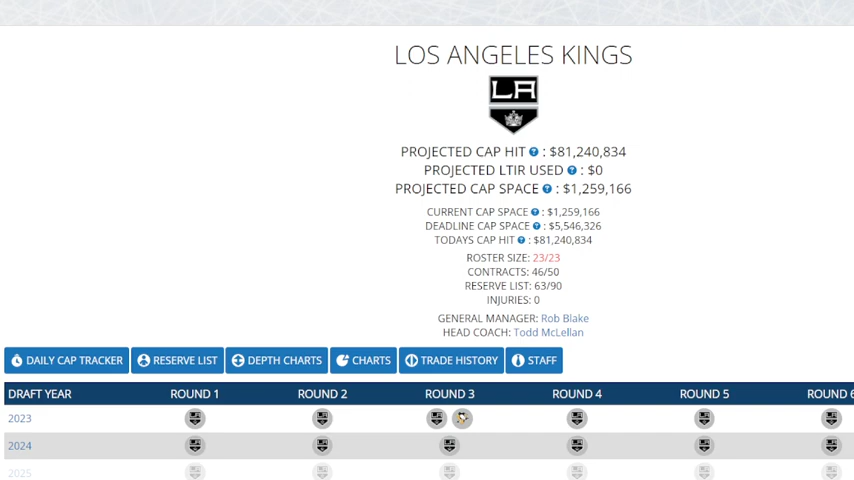 LOS ANGELES KINGS
LA
PROJECTED CAP HIT ? : $81,240,834
PROJECTED LTIR USED ? : $0
PROJECTED CAP SPACE ? : $1,259,166
CURRENT CAP SPACE ? : $1,259,166
DEADLINE CAP SPACE ? : $5,546,326
TODAYS CAP HIT ? : $81,240,834
ROSTER SIZE: 23/23
CONTRACTS: 46/50
RESERVE LIST: 63/90
INJURIES: 0
GENERAL MANAGER: Rob Blake
HEAD COACH: Todd McLellan
DAILY CAP TRACKER RESERVE LIST DEPTH CHARTS CHARTS TRADE HISTORY STAFF
DRAFT YEAR ROUND 1 ROUND 2 ROUND 3 ROUND 4 ROUND 5 ROUND 6
2023
2024
2025